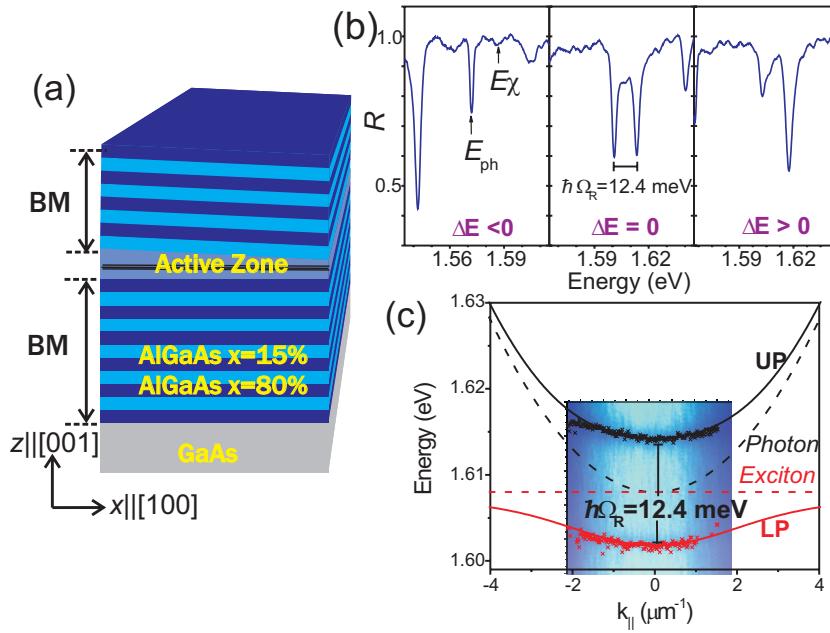 (a)
BM
Active Zone
BM
AlGaAs x=15%
AlGaAs x=80%
GaAs
z||[001]
x||[100]
(b)
R
1.0
0.5
Eχ
E_ph
ΔE <0
1.56 1.59
ħΩ_R=12.4 meV
ΔE = 0
1.59 1.62
ΔE > 0
1.59 1.62
Energy (eV)
(c)
Energy (eV)
1.63
1.62
1.61
1.60
UP
Photon
Exciton
ħΩ_R=12.4 meV
LP
-4 -2 0 2 4
k_|| (μm⁻¹)